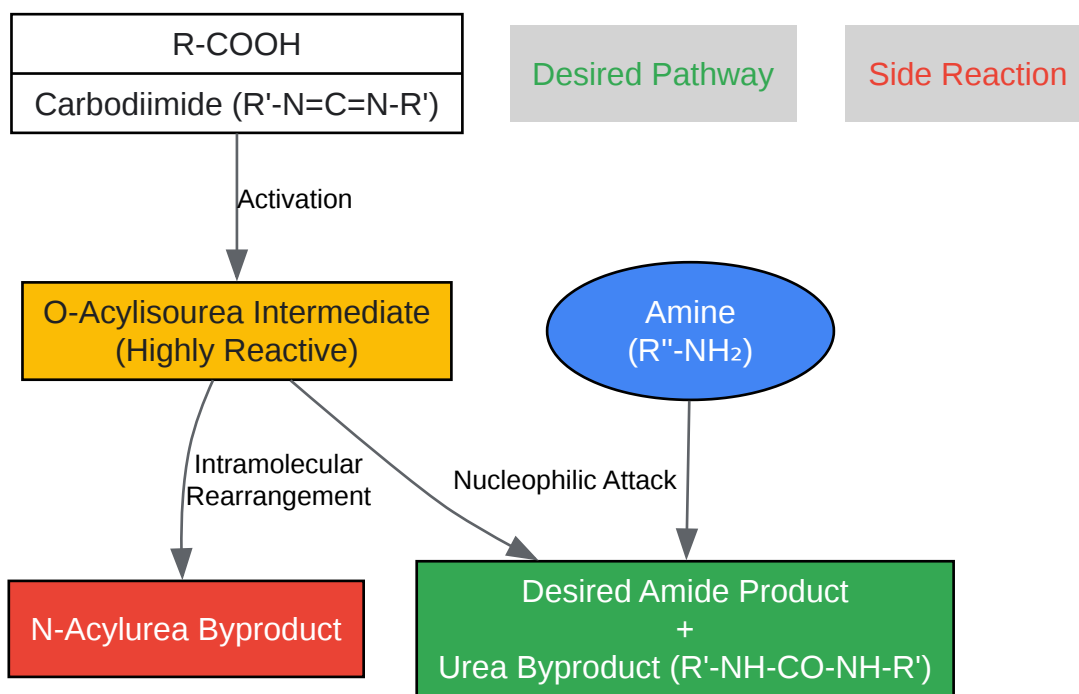 R-COOH
Carbodiimide (R'-N=C=N-R')
Desired Pathway
Side Reaction
Activation
O-Acylisourea Intermediate
(Highly Reactive)
Amine
(R''-NH₂)
Intramolecular
Rearrangement
Nucleophilic Attack
N-Acylurea Byproduct
Desired Amide Product
+
Urea Byproduct (R'-NH-CO-NH-R')